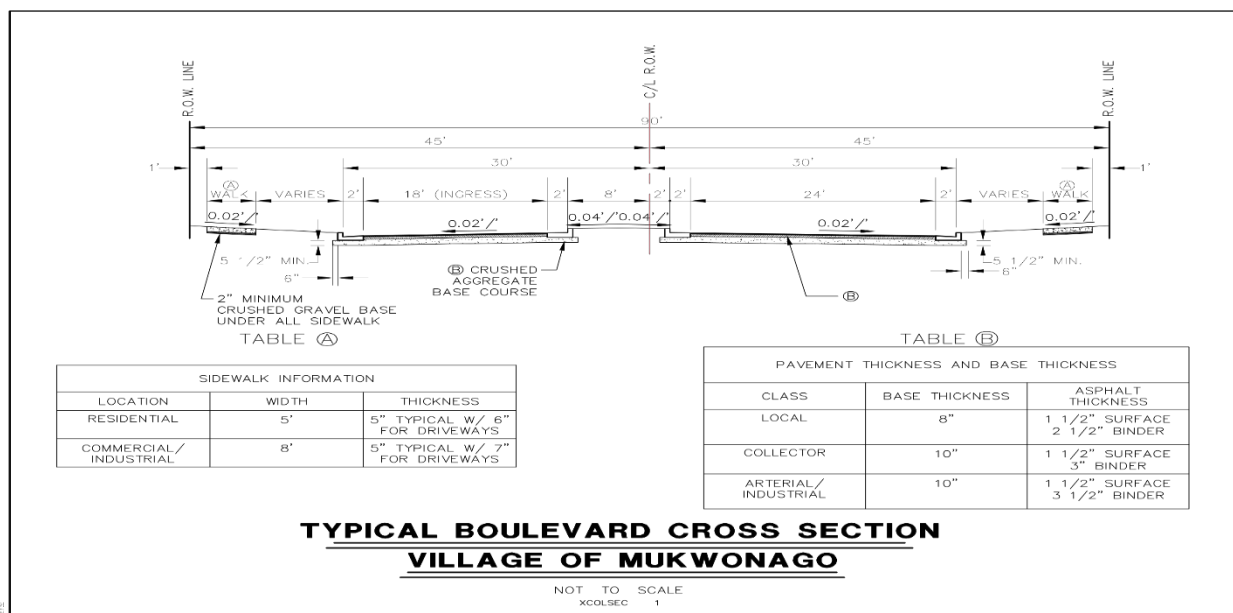 R.O.W. LINE
C/L R.O.W.
R.O.W. LINE
90'
45'
45'
1'
30'
30'
1'
Ⓐ
WALK
VARIES
2'
18' (INGRESS)
2'
8'
2'
2'
24'
2'
VARIES
Ⓐ
WALK
0.02'/'
0.02'/'
0.04'/'
0.04'/'
0.02'/'
0.02'/'
5 1/2" MIN.
6"
Ⓑ CRUSHED
AGGREGATE
BASE COURSE
5 1/2" MIN.
6"
Ⓑ
2" MINIMUM
CRUSHED GRAVEL BASE
UNDER ALL SIDEWALK
TABLE Ⓐ
SIDEWALK INFORMATION
LOCATION WIDTH THICKNESS
RESIDENTIAL 5' 5" TYPICAL W/ 6"
FOR DRIVEWAYS
COMMERCIAL/
INDUSTRIAL 8' 5" TYPICAL W/ 7"
FOR DRIVEWAYS
TABLE Ⓑ
PAVEMENT THICKNESS AND BASE THICKNESS
CLASS BASE THICKNESS ASPHALT
THICKNESS
LOCAL 8" 1 1/2" SURFACE
2 1/2" BINDER
COLLECTOR 10" 1 1/2" SURFACE
3" BINDER
ARTERIAL/
INDUSTRIAL 10" 1 1/2" SURFACE
3 1/2" BINDER
TYPICAL BOULEVARD CROSS SECTION
VILLAGE OF MUKWONAGO
NOT TO SCALE
XCOLSEC 1